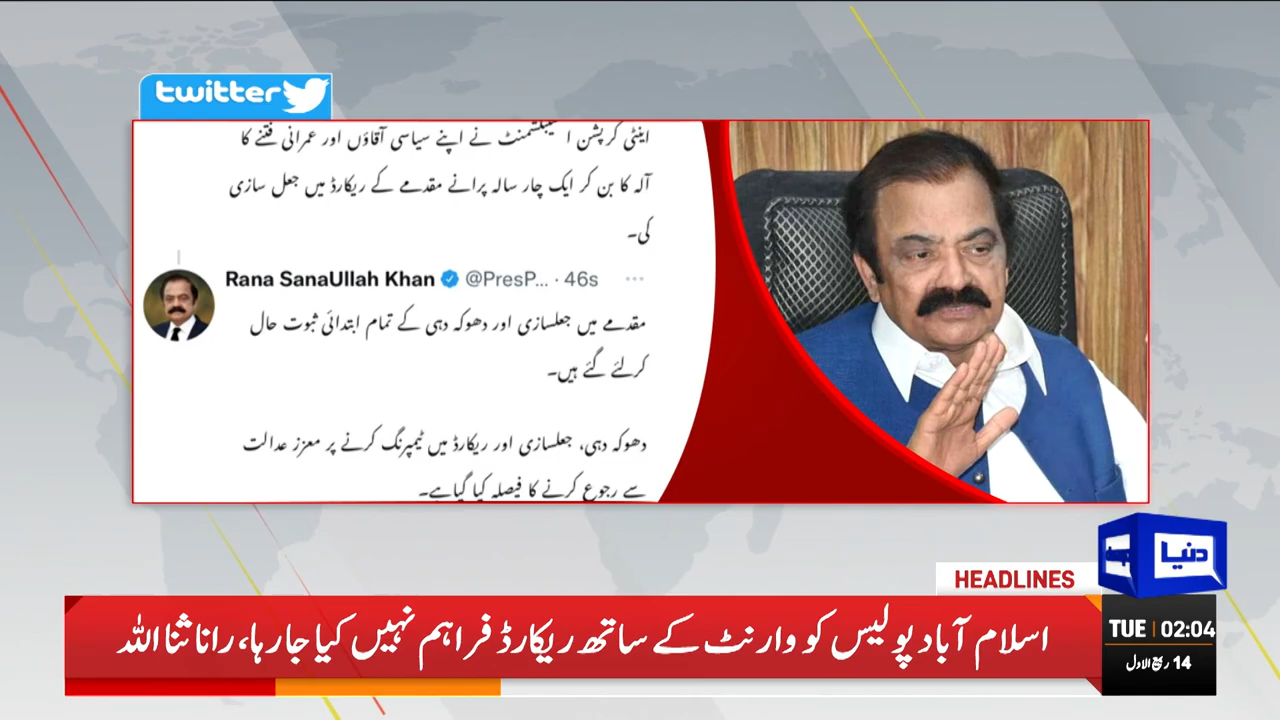 twitter
اینٹی کرپشن اسٹیبلشمنٹ نے اپنے سیاسی آقاؤں اور عمرانی فتنے کا
آلہ کا بن کر ایک چار سالہ پرانے مقدمے کے ریکارڈ میں جعل سازی
کی۔
Rana SanaUllah Khan @PresP... · 46s ...
مقدمے میں جعلسازی اور دھوکہ دہی کے تمام ابتدائی ثبوت حال
کرلئے گئے ہیں۔
دھوکہ دہی، جعلسازی اور ریکارڈ میں ٹیمپرنگ کرنے پر معزز عدالت
سے رجوع کرنے کا فیصلہ کیا گیا ہے۔
دنیا
HEADLINES
اسلام آباد پولیس کو وارنٹ کے ساتھ ریکارڈ فراہم نہیں کیا جارہا، رانا ثنا اللہ
TUE | 02:04
14 ربیع الاول